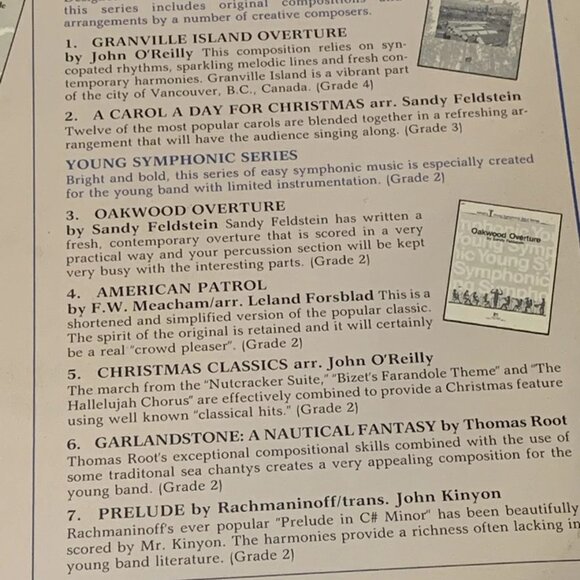 this series includes original compositions and
arrangements by a number of creative composers.
1. GRANVILLE ISLAND OVERTURE
by John O'Reilly This composition relies on syn-
copated rhythms, sparkling melodic lines and fresh con-
temporary harmonies. Granville Island is a vibrant part
of the city of Vancouver, B.C., Canada. (Grade 4)
2. A CAROL A DAY FOR CHRISTMAS arr. Sandy Feldstein
Twelve of the most popular carols are blended together in a refreshing ar-
rangement that will have the audience singing along. (Grade 3)
YOUNG SYMPHONIC SERIES
Bright and bold, this series of easy symphonic music is especially created
for the young band with limited instrumentation. (Grade 2)
3. OAKWOOD OVERTURE
by Sandy Feldstein Sandy Feldstein has written a
fresh, contemporary overture that is scored in a very
practical way and your percussion section will be kept
very busy with the interesting parts. (Grade 2)
Oakwood Overture
by Sandy Feldstein
Young Sy
Symphonic
4. AMERICAN PATROL
by F.W. Meacham/arr. Leland Forsblad This is a
shortened and simplified version of the popular classic.
The spirit of the original is retained and it will certainly
be a real "crowd pleaser". (Grade 2)
5. CHRISTMAS CLASSICS arr. John O'Reilly
The march from the "Nutcracker Suite," "Bizet's Farandole Theme" and "The
Hallelujah Chorus" are effectively combined to provide a Christmas feature
using well known "classical hits." (Grade 2)
6. GARLANDSTONE: A NAUTICAL FANTASY by Thomas Root
Thomas Root's exceptional compositional skills combined with the use of
some traditonal sea chantys creates a very appealing composition for the
young band. (Grade 2)
7. PRELUDE by Rachmaninoff/trans. John Kinyon
Rachmaninoff's ever popular "Prelude in C# Minor" has been beautifully
scored by Mr. Kinyon. The harmonies provide a richness often lacking in
young band literature. (Grade 2)